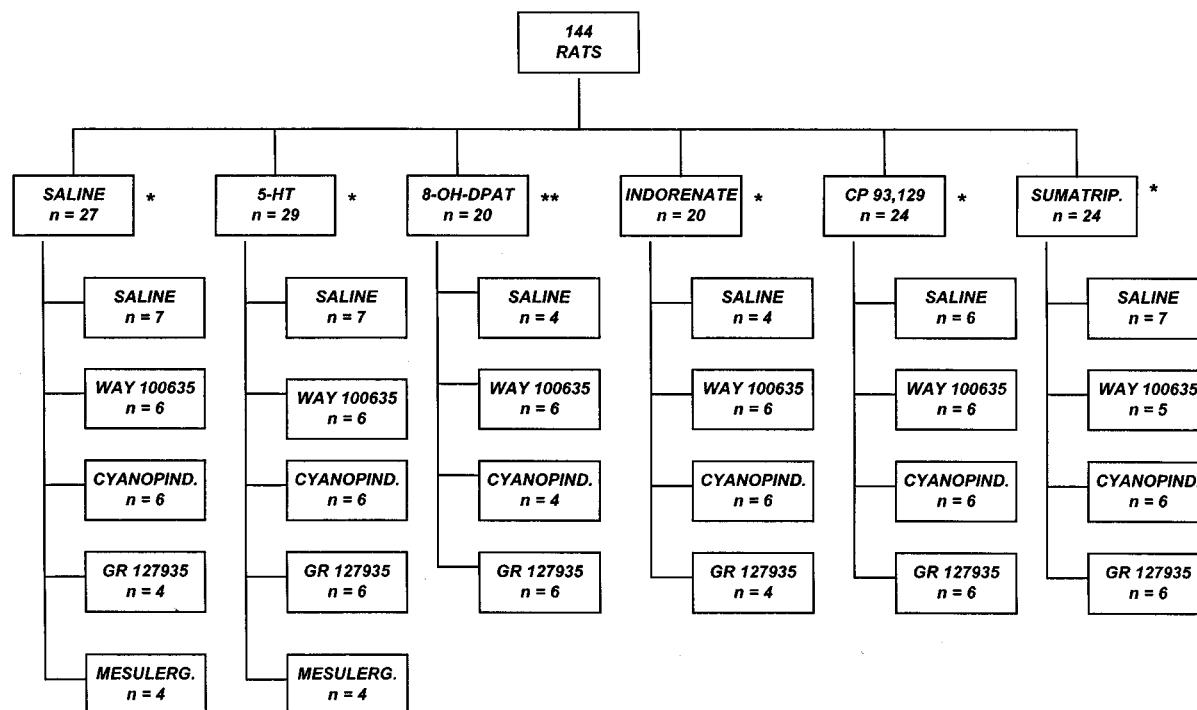 144
RATS
SALINE
n = 27
*
5-HT
n = 29
*
8-OH-DPAT
n = 20
**
INDORENATE
n = 20
*
CP 93,129
n = 24
*
SUMATRIP.
n = 24
*
SALINE
n = 7
SALINE
n = 7
SALINE
n = 4
SALINE
n = 4
SALINE
n = 6
SALINE
n = 7
WAY 100635
n = 6
WAY 100635
n = 6
WAY 100635
n = 6
WAY 100635
n = 6
WAY 100635
n = 6
WAY 100635
n = 5
CYANOPIND.
n = 6
CYANOPIND.
n = 6
CYANOPIND.
n = 4
CYANOPIND.
n = 6
CYANOPIND.
n = 6
CYANOPIND.
n = 6
GR 127935
n = 4
GR 127935
n = 6
GR 127935
n = 6
GR 127935
n = 4
GR 127935
n = 6
GR 127935
n = 6
MESULERG.
n = 4
MESULERG.
n = 4